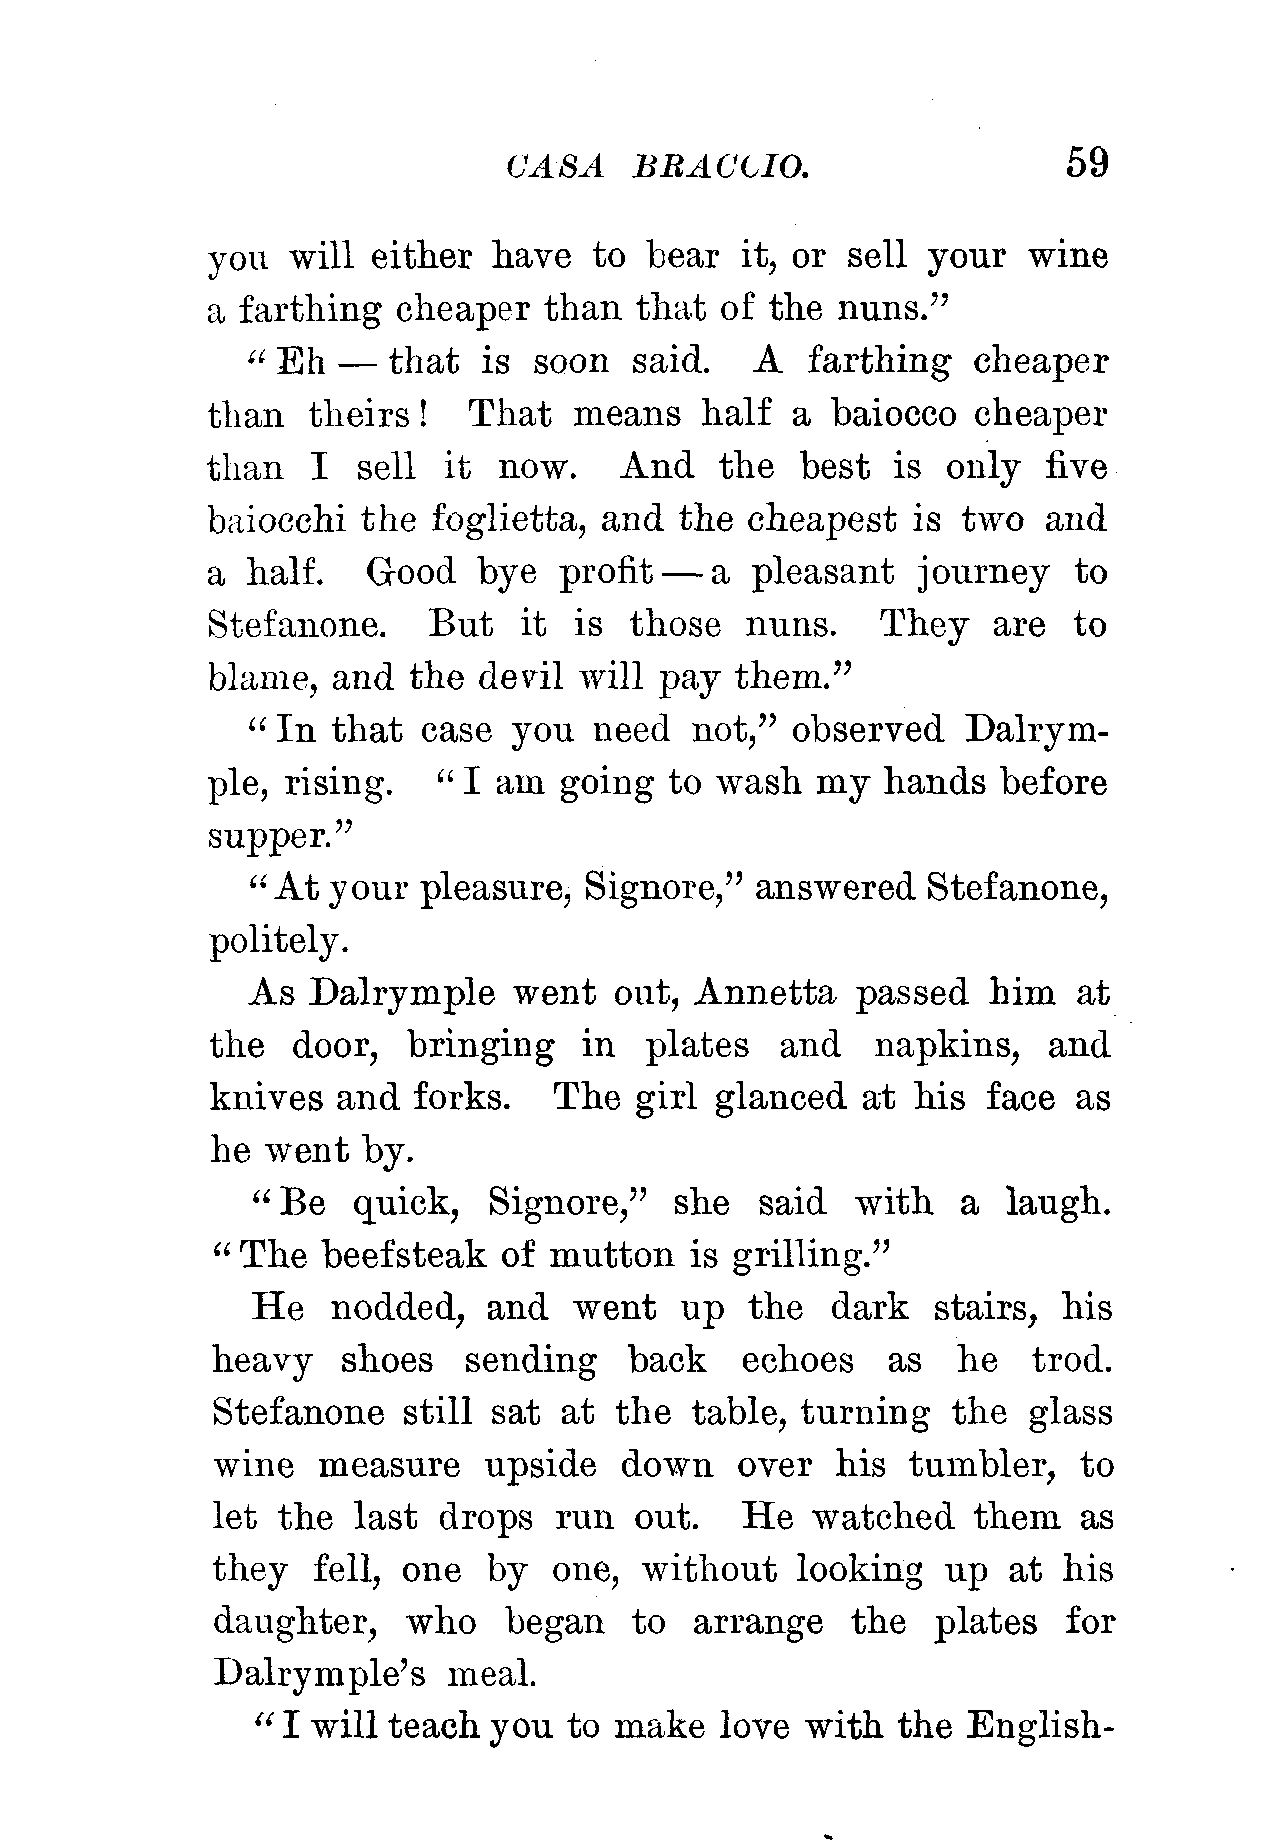 CASA BRACCIO. 59
you will either have to bear it, or sell your wine
a farthing cheaper than that of the nuns.”
“Eh — that is soon said. A farthing cheaper
than theirs! That means half a baiocco cheaper
than I sell it now. And the best is only five
baiocchi the foglietta, and the cheapest is two and
a half. Good bye profit — a pleasant journey to
Stefanone. But it is those nuns. They are to
blame, and the devil will pay them.”
“In that case you need not,” observed Dalrym-
ple, rising. “I am going to wash my hands before
supper.”
“At your pleasure, Signore,” answered Stefanone,
politely.
As Dalrymple went out, Annetta passed him at
the door, bringing in plates and napkins, and
knives and forks. The girl glanced at his face as
he went by.
“Be quick, Signore,” she said with a laugh.
“The beefsteak of mutton is grilling.”
He nodded, and went up the dark stairs, his
heavy shoes sending back echoes as he trod.
Stefanone still sat at the table, turning the glass
wine measure upside down over his tumbler, to
let the last drops run out. He watched them as
they fell, one by one, without looking up at his
daughter, who began to arrange the plates for
Dalrymple’s meal.
“I will teach you to make love with the English-